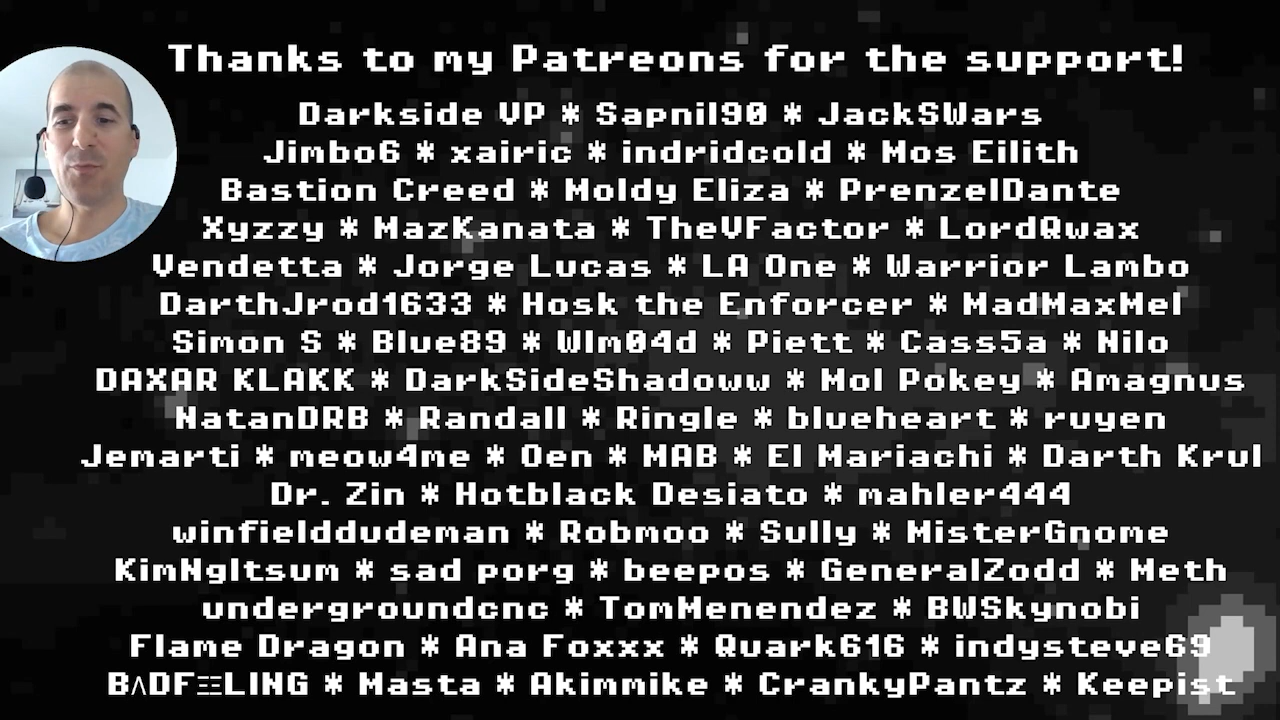 Thanks to my Patreons for the support!
Darkside VP * Sapnil90 * JackSWars
Jimbo6 * xairic * indridcold * Mos Eilith
Bastion Creed * Moldy Eliza * PrenzelDante
Xyzzy * MazKanata * TheVFactor * LordQwax
Vendetta * Jorge Lucas * LA One * Warrior Lambo
DarthJrod1633 * Hosk the Enforcer * MadMaxMel
Simon S * Blue89 * Wlm04d * Piett * Cass5a * Nilo
DAXAR KLAKK * DarkSideShadoww * Mol Pokey * Amagnus
NatanDRB * Randall * Ringle * blueheart * ruyen
Jemarti * meow4me * Oen * MAB * El Mariachi * Darth Krul
Dr. Zin * Hotblack Desiato * mahler444
winfielddudeman * Robmoo * Sully * MisterGnome
KimNgltsum * sad porg * beepos * GeneralZodd * Meth
undergroundcnc * TomMenendez * BWSkynobi
Flame Dragon * Ana Foxxx * Quark616 * indysteve69
BΛDFΞΞLING * Masta * Akimmike * CrankyPantz * Keepist